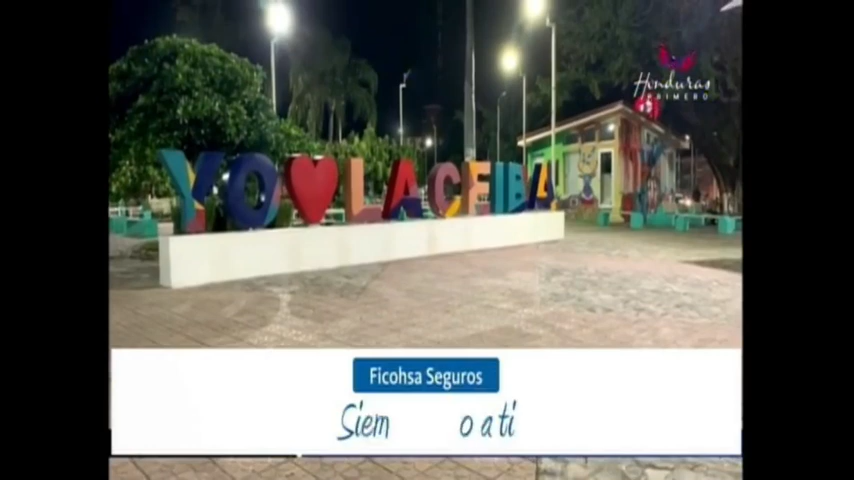 Honduras
PRIMERO
YO LA CEIBA
Ficohsa Seguros
Siem o a ti